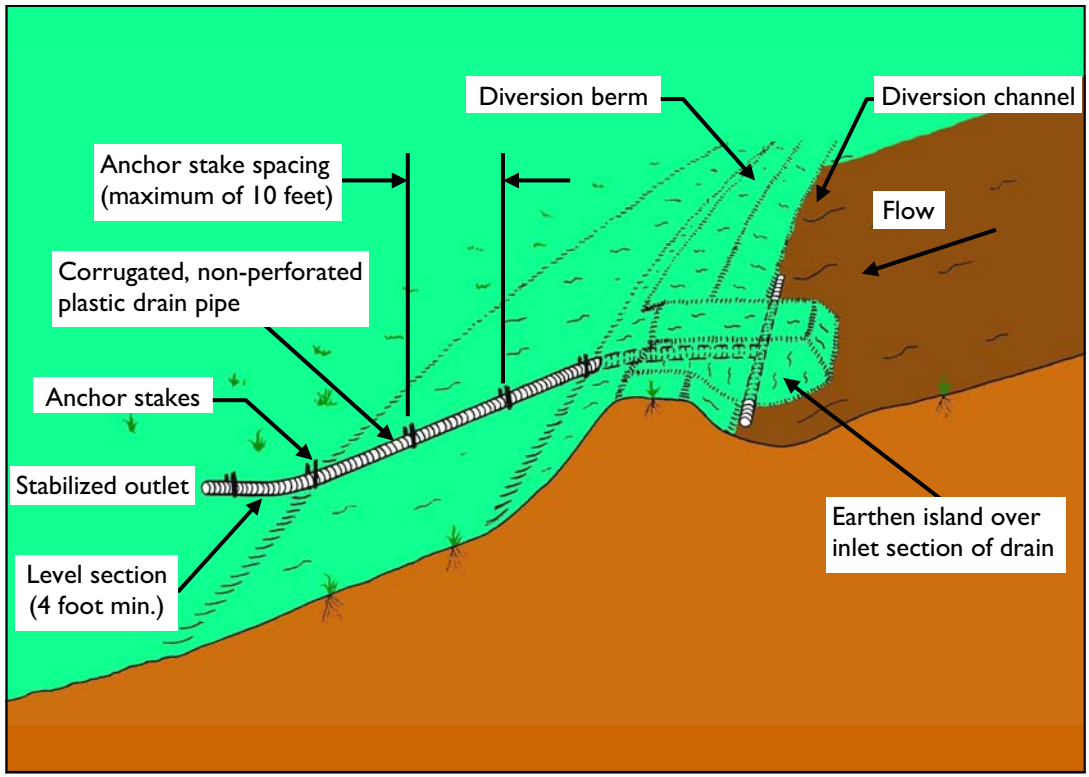 Diversion berm
Diversion channel
Anchor stake spacing
(maximum of 10 feet)
Flow
Corrugated, non-perforated
plastic drain pipe
Anchor stakes
Stabilized outlet
Earthen island over
inlet section of drain
Level section
(4 foot min.)